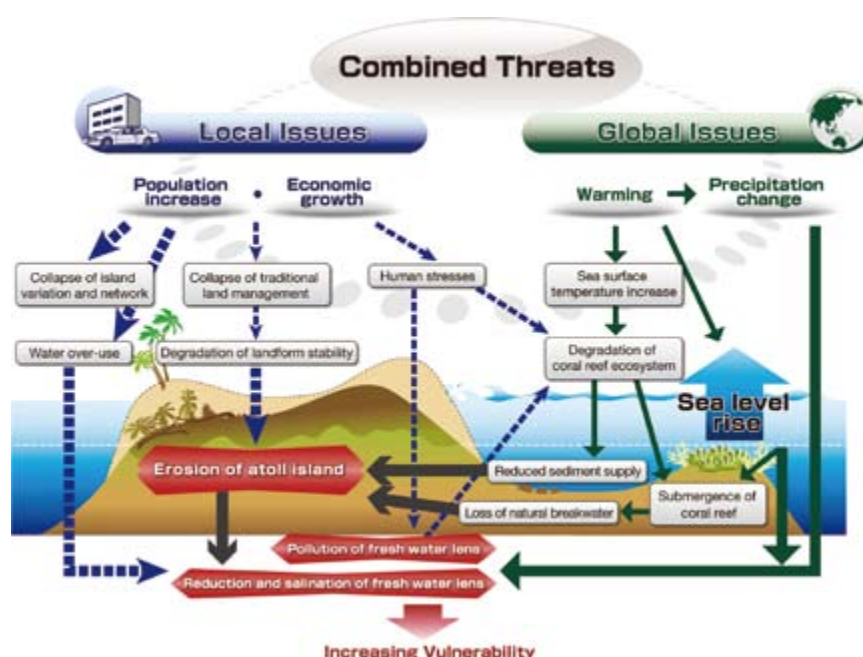 Combined Threats
Local Issues
Global Issues
Population
increase
•
Economic
growth
Warming
Precipitation
change
Collapse of island
variation and network
Collapse of traditional
land management
Human stresses
Sea surface
temperature increase
Water over-use
Degradation of landform stability
Degradation of
coral reef ecosystem
Sea level
rise
Erosion of atoll island
Reduced sediment supply
Loss of natural breakwater
Submergence of
coral reef
Pollution of fresh water lens
Reduction and salination of fresh water lens
Increasing Vulnerability